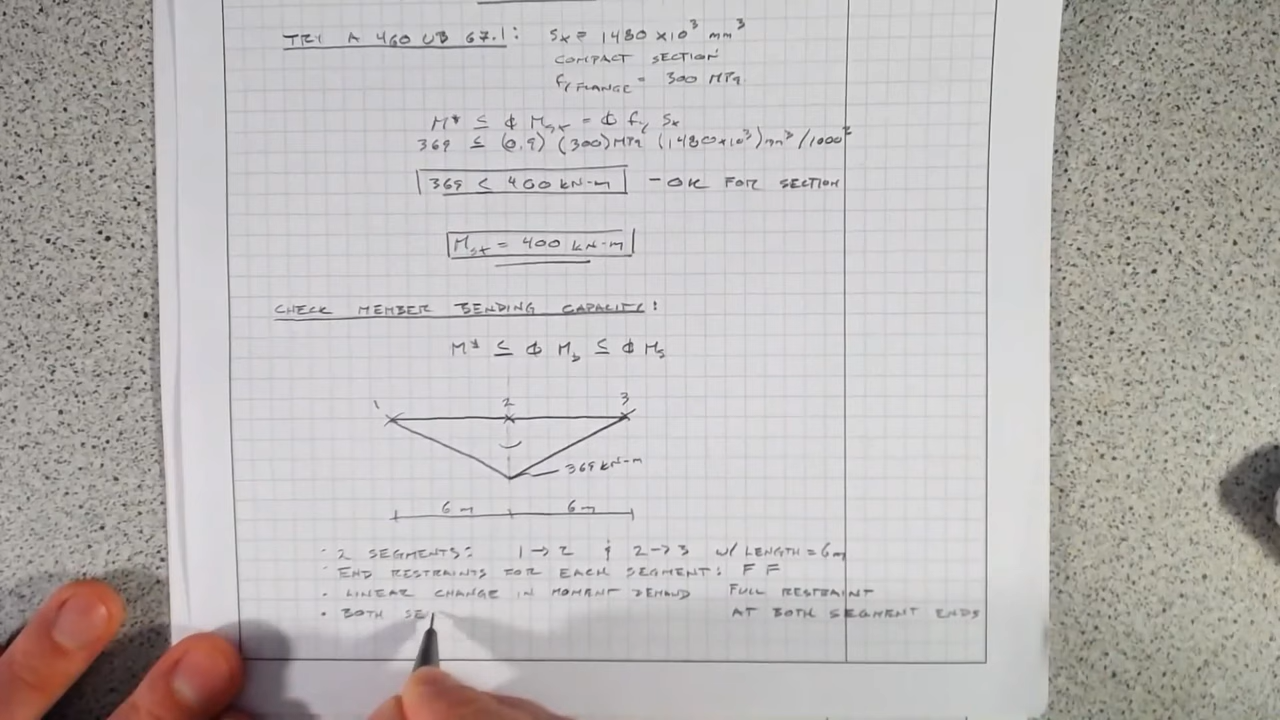 TRY A 460 UB 67.1: Sx = 1480 x10³ mm³
COMPACT SECTION
fy FLANGE = 300 MPa
M* ≤ φ Msx = φ fy Sx
369 ≤ (0.9) (300) MPa (1480x10³) mm³ / 1000²
369 < 400 kN-m - OK FOR SECTION
Msx = 400 kN-m
CHECK MEMBER BENDING CAPACITY:
M* ≤ φ Mb ≤ φ Ms
1 2 3
369 kN-m
6 m 6 m
· 2 SEGMENTS: 1 → 2 & 2 → 3 w/ LENGTH = 6m
· END RESTRAINTS FOR EACH SEGMENT: F F
· LINEAR CHANGE IN MOMENT DEMAND FULL RESTRAINT
· BOTH SE AT BOTH SEGMENT ENDS